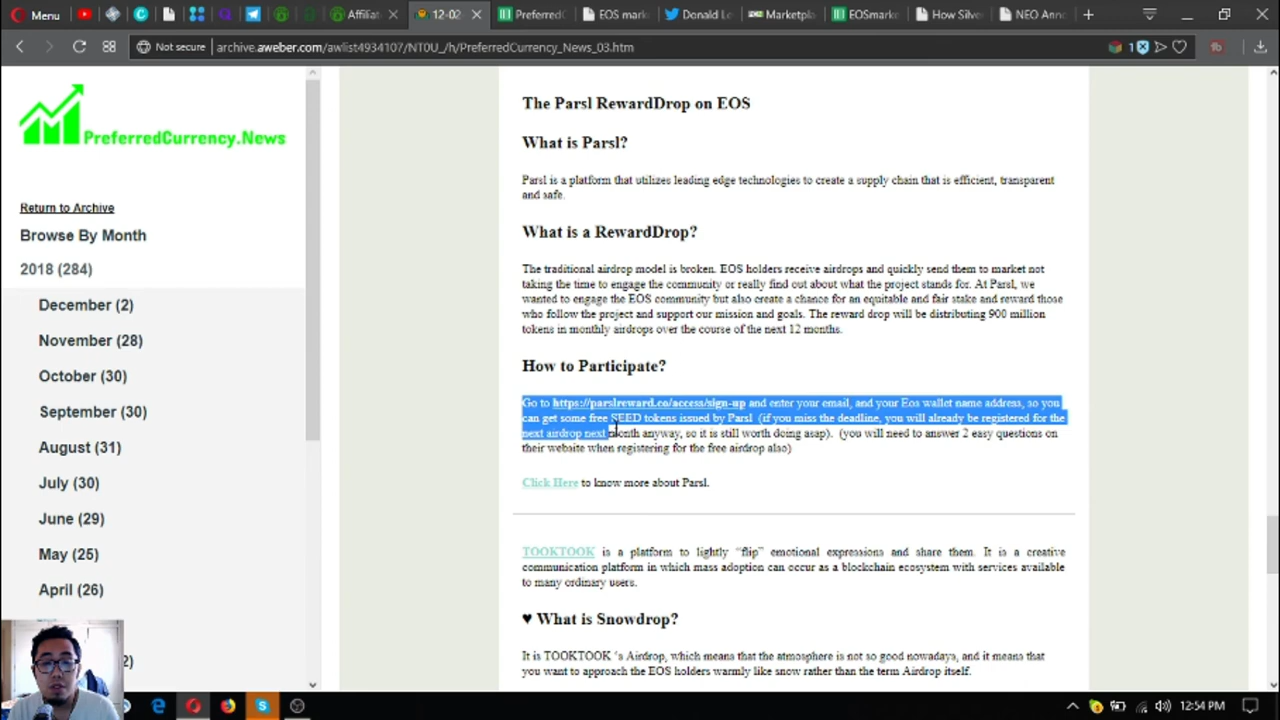 Menu
Affiliat
12-02
Preferred
EOS mark
Donald Le
Marketpla
EOSmarke
How Silve
NEO Anno
Not secure
archive.aweber.com/awlist4934107/NT0U_/h/PreferredCurrency_News_03.htm
1
PreferredCurrency.News
Return to Archive
Browse By Month
2018 (284)
December (2)
November (28)
October (30)
September (30)
August (31)
July (30)
June (29)
May (25)
April (26)
2)
The Parsl RewardDrop on EOS
What is Parsl?
Parsl is a platform that utilizes leading edge technologies to create a supply chain that is efficient, transparent
and safe.
What is a RewardDrop?
The traditional airdrop model is broken. EOS holders receive airdrops and quickly send them to market not
taking the time to engage the community or really find out about what the project stands for. At Parsl, we
wanted to engage the EOS community but also create a chance for an equitable and fair stake and reward those
who follow the project and support our mission and goals. The reward drop will be distributing 900 million
tokens in monthly airdrops over the course of the next 12 months.
How to Participate?
Go to https://parslreward.co/access/sign-up and enter your email, and your Eos wallet name address, so you
can get some free SEED tokens issued by Parsl (if you miss the deadline, you will already be registered for the
next airdrop next month anyway, so it is still worth doing asap). (you will need to answer 2 easy questions on
their website when registering for the free airdrop also)
Click Here to know more about Parsl.
TOOKTOOK is a platform to lightly “flip” emotional expressions and share them. It is a creative
communication platform in which mass adoption can occur as a blockchain ecosystem with services available
to many ordinary users.
♥ What is Snowdrop?
It is TOOKTOOK ‘s Airdrop, which means that the atmosphere is not so good nowadays, and it means that
you want to approach the EOS holders warmly like snow rather than the term Airdrop itself.
12:54 PM